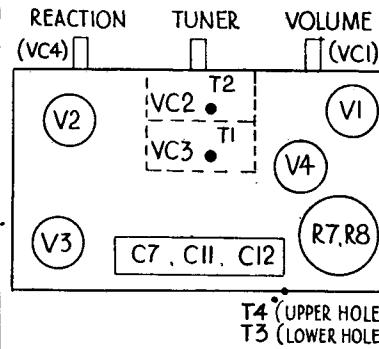 REACTION TUNER VOLUME
(VC4) (VC1)
T2
VC2
V1
V2
T1
VC3
V4
V3
R7, R8
C7, C11, C12
T4 (UPPER HOLE
T3 (LOWER HOLE